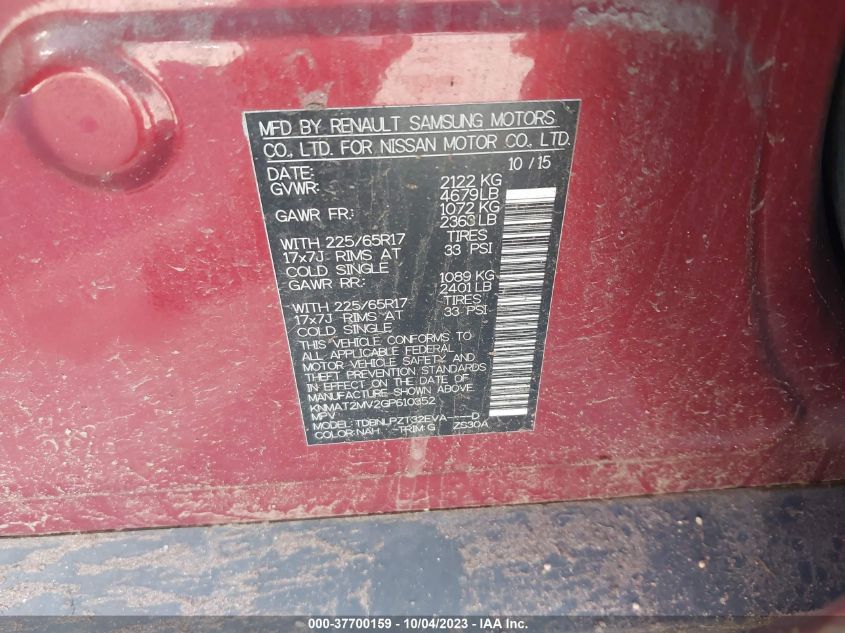 MFD BY RENAULT SAMSUNG MOTORS
CO., LTD. FOR NISSAN MOTOR CO., LTD.
DATE: 10 / 15
GVWR: 2122 KG
4679 LB
GAWR FR: 1072 KG
2363 LB
WITH 225/65R17 TIRES
17x7J RIMS AT 33 PSI
COLD SINGLE
GAWR RR: 1089 KG
2401 LB
WITH 225/65R17 TIRES
17x7J RIMS AT 33 PSI
COLD SINGLE
THIS VEHICLE CONFORMS TO
ALL APPLICABLE FEDERAL
MOTOR VEHICLE SAFETY AND
THEFT PREVENTION STANDARDS
IN EFFECT ON THE DATE OF
MANUFACTURE SHOWN ABOVE.
KNMAT2MV2GP610352
MPV
MODEL: TDBNLPZT32EVA----D
COLOR:NAH -TRIM:G ZS30A
000-37700159 - 10/04/2023 - 1___